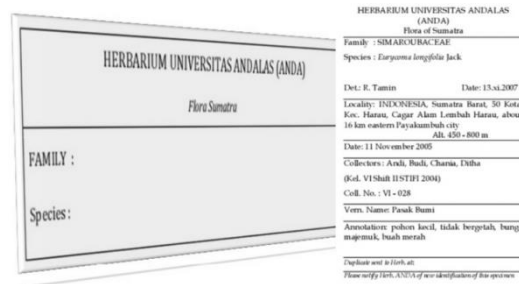 HERBARIUM UNIVERSITAS ANDALAS (ANDA)
Flora Sumatra
FAMILY :
Species :
HERBARIUM UNIVERSITAS ANDALAS
(ANDA)
Flora of Sumatra
Family : SIMAROUBACEAE
Species : Eurycoma longifolia Jack
Det.: R. Tamin Date: 13.xi.2007
Locality: INDONESIA, Sumatra Barat, 50 Kota
Kec. Harau, Cagar Alam Lembah Harau, abou
16 km eastern Payakumbuh city
Alt. 450 - 800 m
Date: 11 November 2005
Collectors : Andi, Budi, Chania, Ditha
(Kel. VI Shift II STIFI 2004)
Coll. No. : VI - 028
Vern. Name: Pasak Bumi
Annotation: pohon kecil, tidak bergetah, bung
majemuk, buah merah
Duplicate sent to Herb. att:
Please notify Herb. ANDA of new identification of this specimen